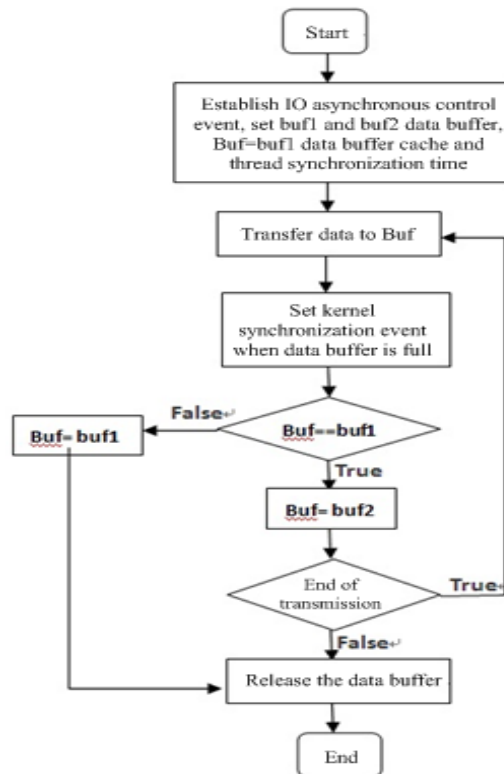 Start
Establish IO asynchronous control
event, set buf1 and buf2 data buffer,
Buf=buf1 data buffer cache and
thread synchronization time
Transfer data to Buf
Set kernel
synchronization event
when data buffer is full
False↵
Buf= buf1
Buf==buf1
True
Buf= buf2
End of
transmission
True↵
False↵
Release the data buffer
End